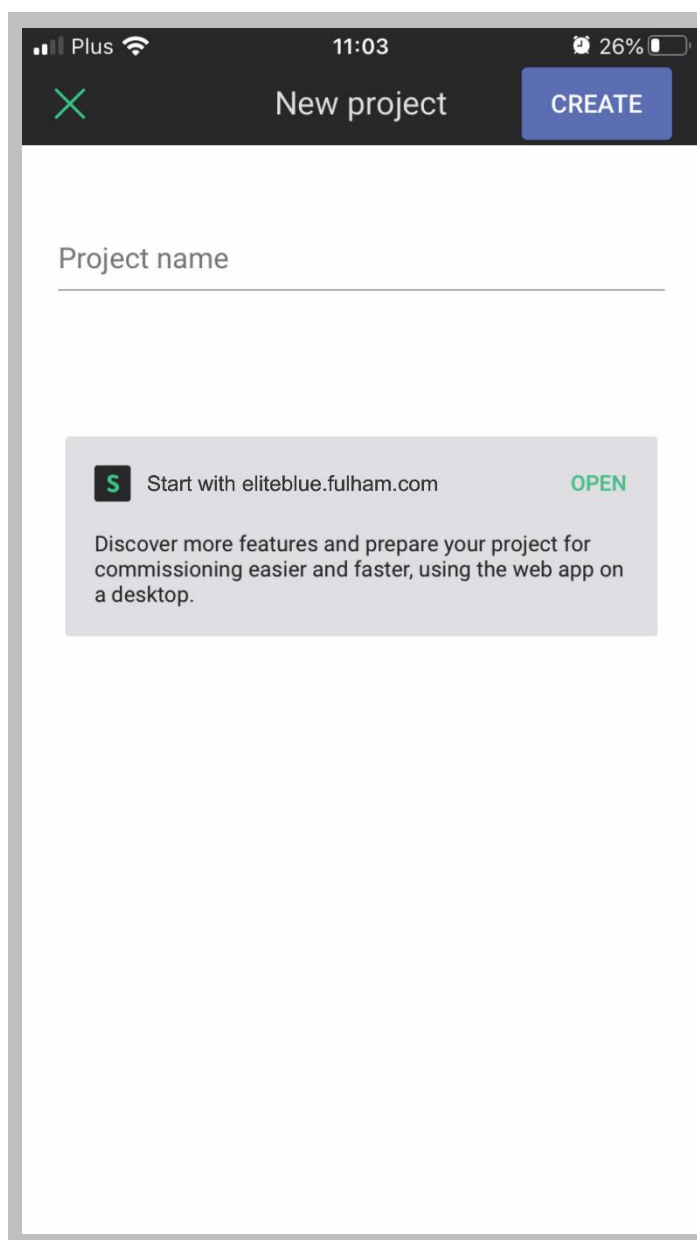 Plus 11:03 26%
New project CREATE
Project name
S Start with eliteblue.fulham.com OPEN
Discover more features and prepare your project for
commissioning easier and faster, using the web app on
a desktop.